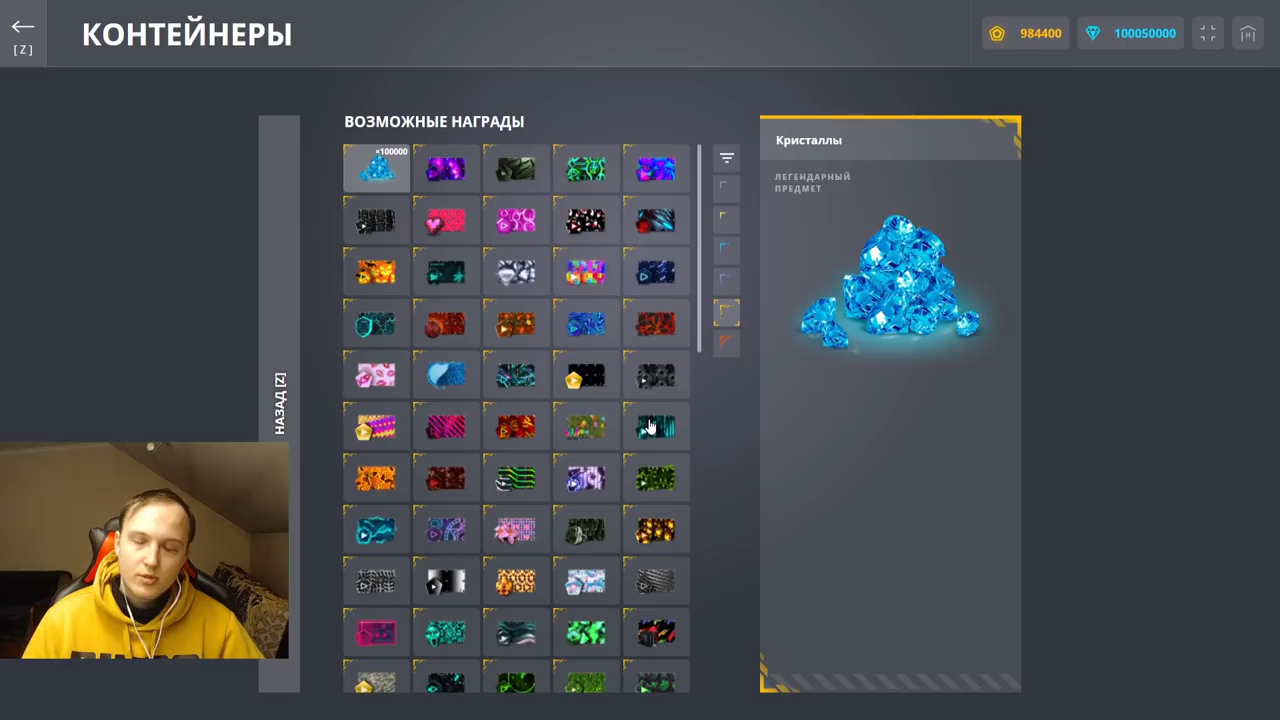 [Z]
КОНТЕЙНЕРЫ
984400
100050000
ВОЗМОЖНЫЕ НАГРАДЫ
×100000
Кристаллы
ЛЕГЕНДАРНЫЙ
ПРЕДМЕТ
НАЗАД [Z]